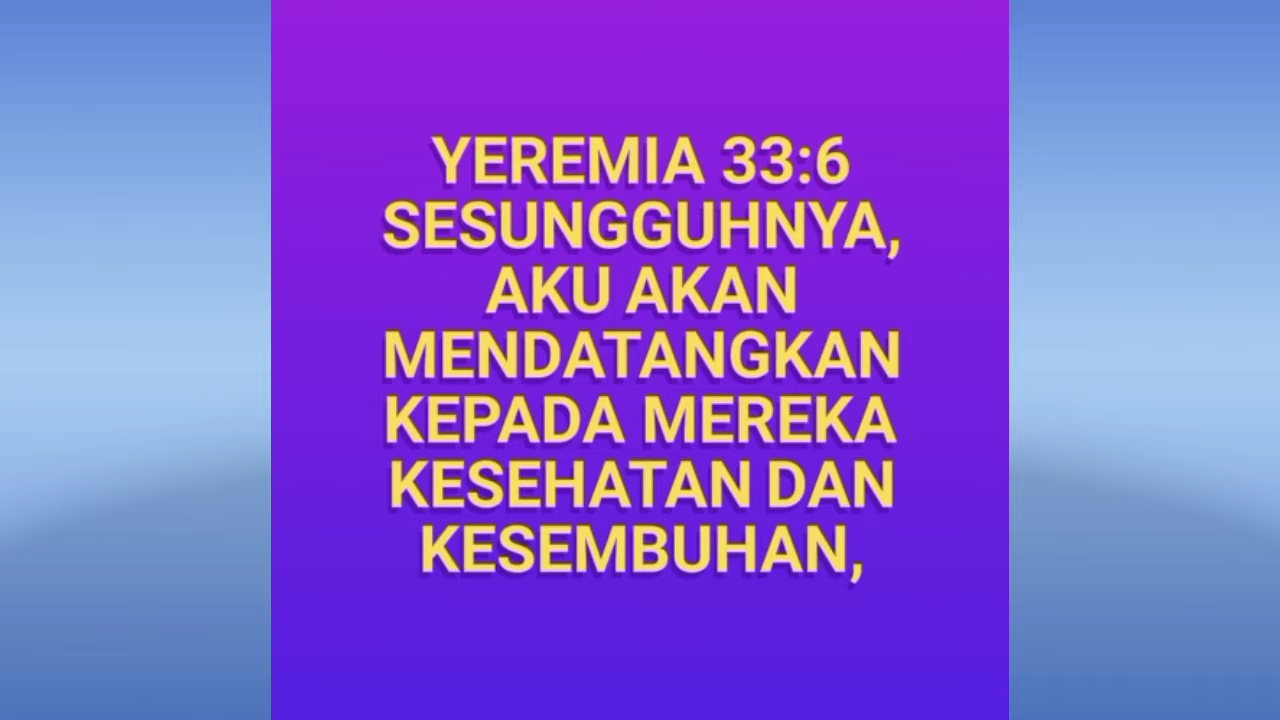 YEREMIA 33:6
SESUNGGUHNYA,
AKU AKAN
MENDATANGKAN
KEPADA MEREKA
KESEHATAN DAN
KESEMBUHAN,